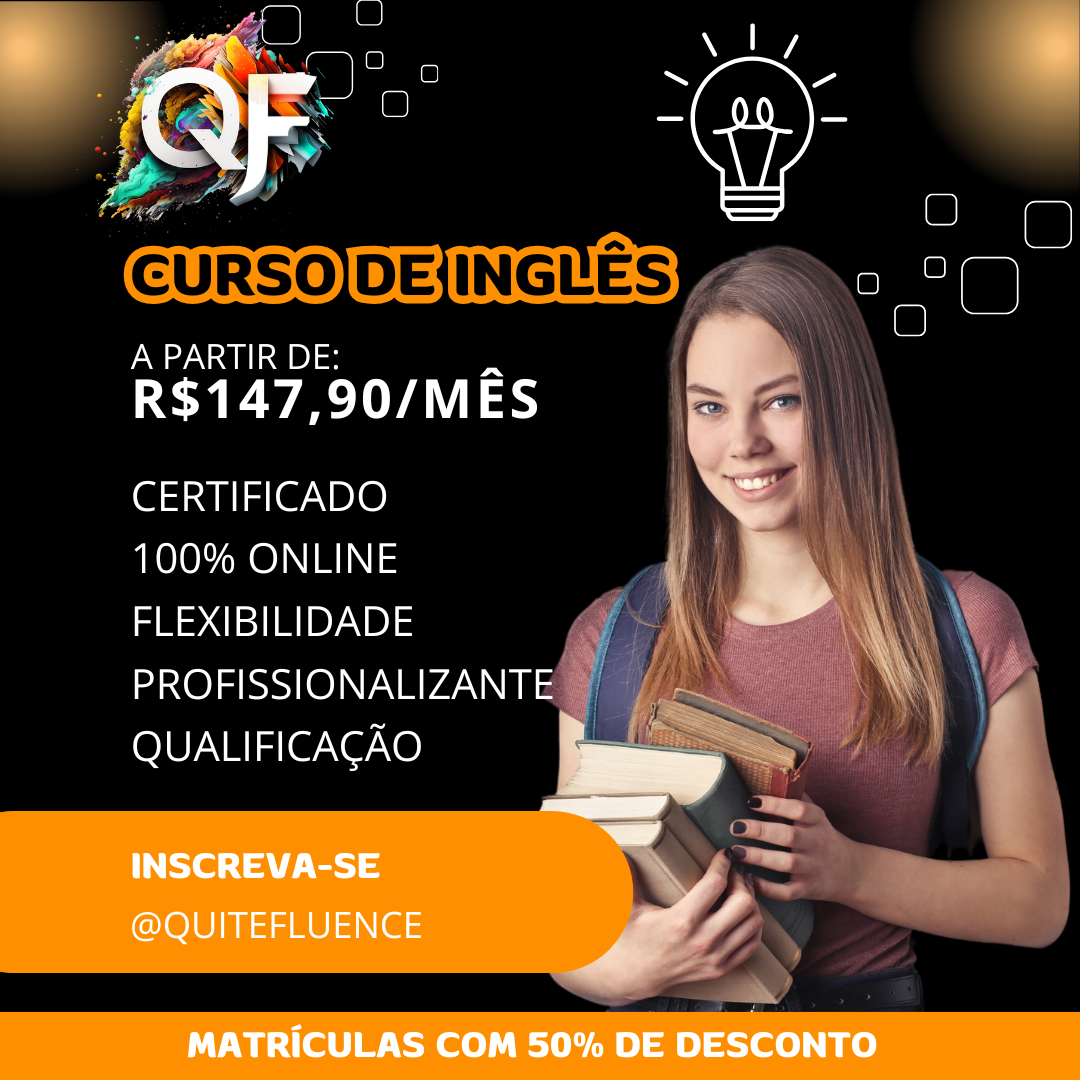 QF
CURSO DE INGLÊS
A PARTIR DE:
R$147,90/MÊS
CERTIFICADO
100% ONLINE
FLEXIBILIDADE
PROFISSIONALIZANTE
QUALIFICAÇÃO
INSCREVA-SE
@QUITEFLUENCE
MATRÍCULAS COM 50% DE DESCONTO